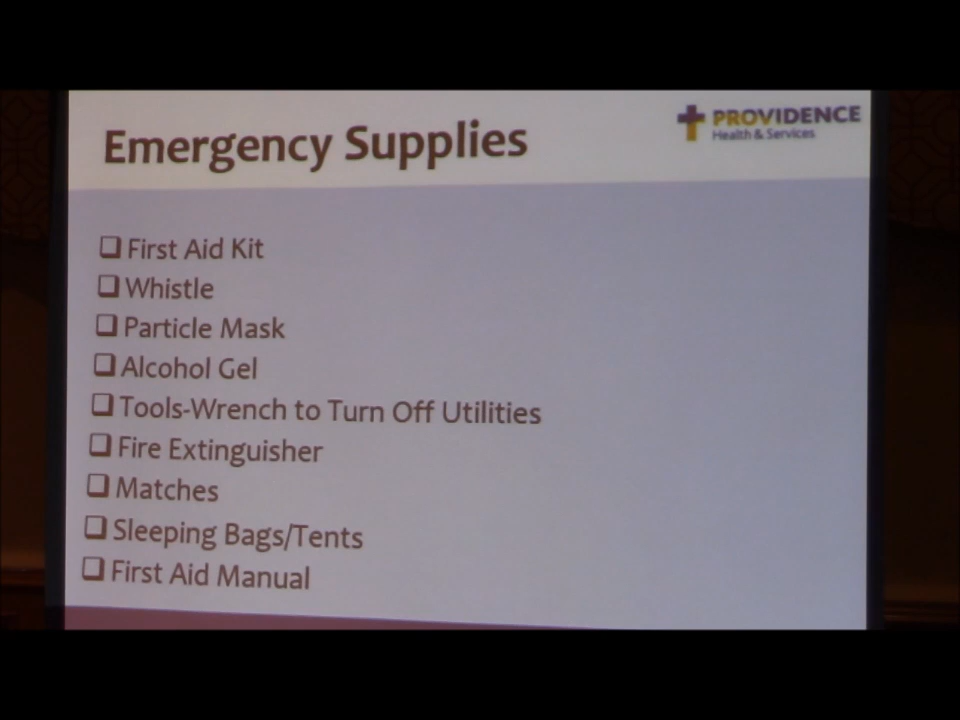 Emergency Supplies
PROVIDENCE
Health & Services
❑ First Aid Kit
❑ Whistle
❑ Particle Mask
❑ Alcohol Gel
❑ Tools-Wrench to Turn Off Utilities
❑ Fire Extinguisher
❑ Matches
❑ Sleeping Bags/Tents
❑ First Aid Manual